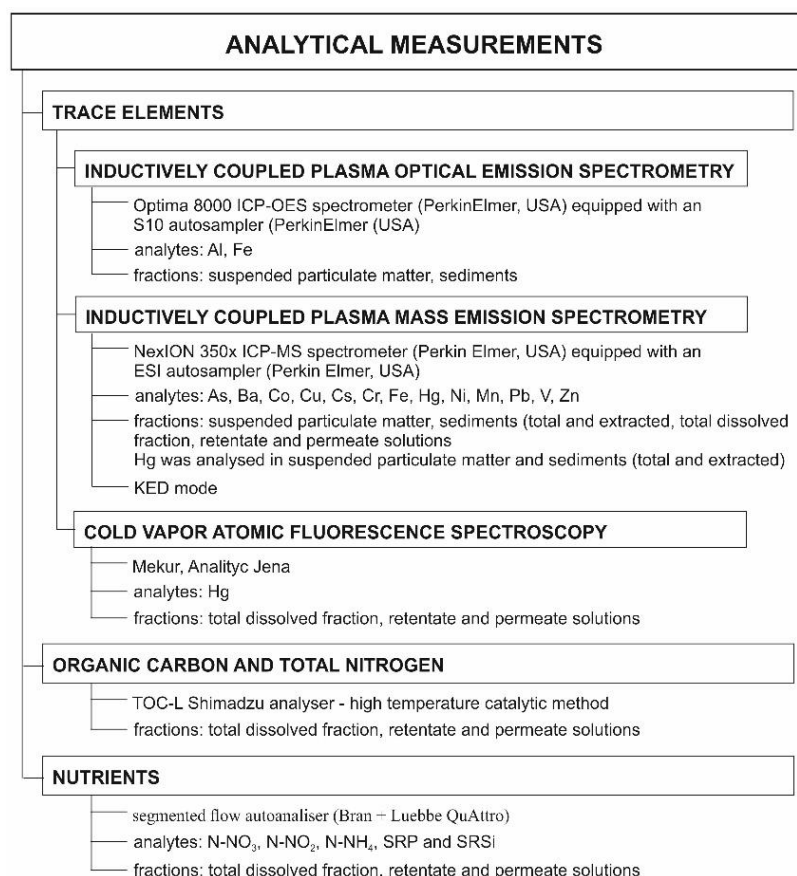 ANALYTICAL MEASUREMENTS
TRACE ELEMENTS
INDUCTIVELY COUPLED PLASMA OPTICAL EMISSION SPECTROMETRY
Optima 8000 ICP-OES spectrometer (PerkinElmer, USA) equipped with an
S10 autosampler (PerkinElmer (USA)
analytes: Al, Fe
fractions: suspended particulate matter, sediments
INDUCTIVELY COUPLED PLASMA MASS EMISSION SPECTROMETRY
NexION 350x ICP-MS spectrometer (Perkin Elmer, USA) equipped with an
ESI autosampler (Perkin Elmer, USA)
analytes: As, Ba, Co, Cu, Cs, Cr, Fe, Hg, Ni, Mn, Pb, V, Zn
fractions: suspended particulate matter, sediments (total and extracted, total dissolved
fraction, retentate and permeate solutions
Hg was analysed in suspended particulate matter and sediments (total and extracted)
KED mode
COLD VAPOR ATOMIC FLUORESCENCE SPECTROSCOPY
Mekur, Analityc Jena
analytes: Hg
fractions: total dissolved fraction, retentate and permeate solutions
ORGANIC CARBON AND TOTAL NITROGEN
TOC-L Shimadzu analyser - high temperature catalytic method
fractions: total dissolved fraction, retentate and permeate solutions
NUTRIENTS
segmented flow autoanaliser (Bran + Luebbe QuAttro)
analytes: N-NO₃, N-NO₂, N-NH₄, SRP and SRSi
fractions: total dissolved fraction, retentate and permeate solutions